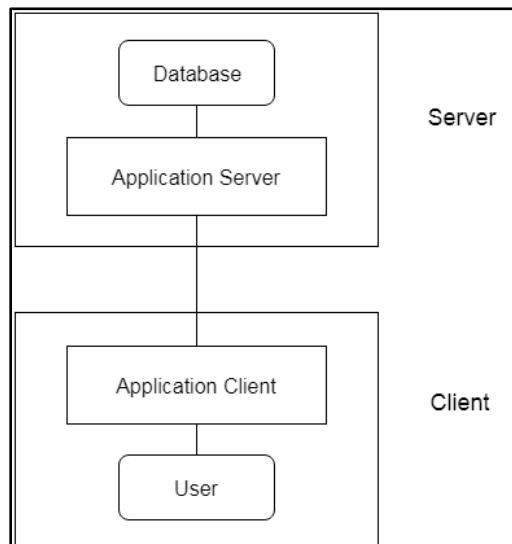 Database
Server
Application Server
Application Client
Client
User